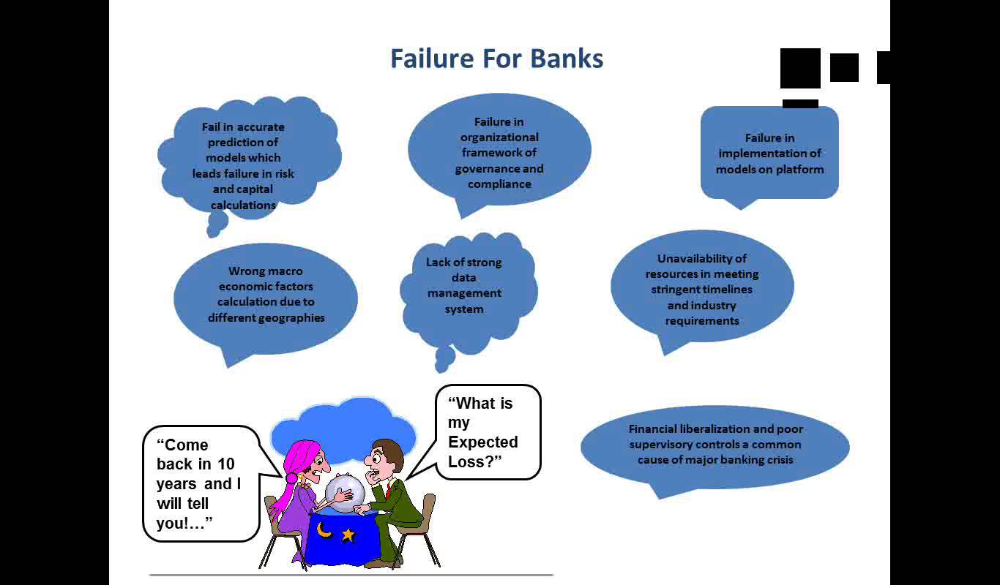 Failure For Banks
Fail in accurate
prediction of
models which
leads failure in risk
and capital
calculations
Failure in
organizational
framework of
governance and
compliance
Failure in
implementation of
models on platform
Wrong macro
economic factors
calculation due to
different geographies
Lack of strong
data
management
system
Unavailability of
resources in meeting
stringent timelines
and industry
requirements
“What is
my
Expected
Loss?”
“Come
back in 10
years and I
will tell
you!…”
Financial liberalization and poor
supervisory controls a common
cause of major banking crisis